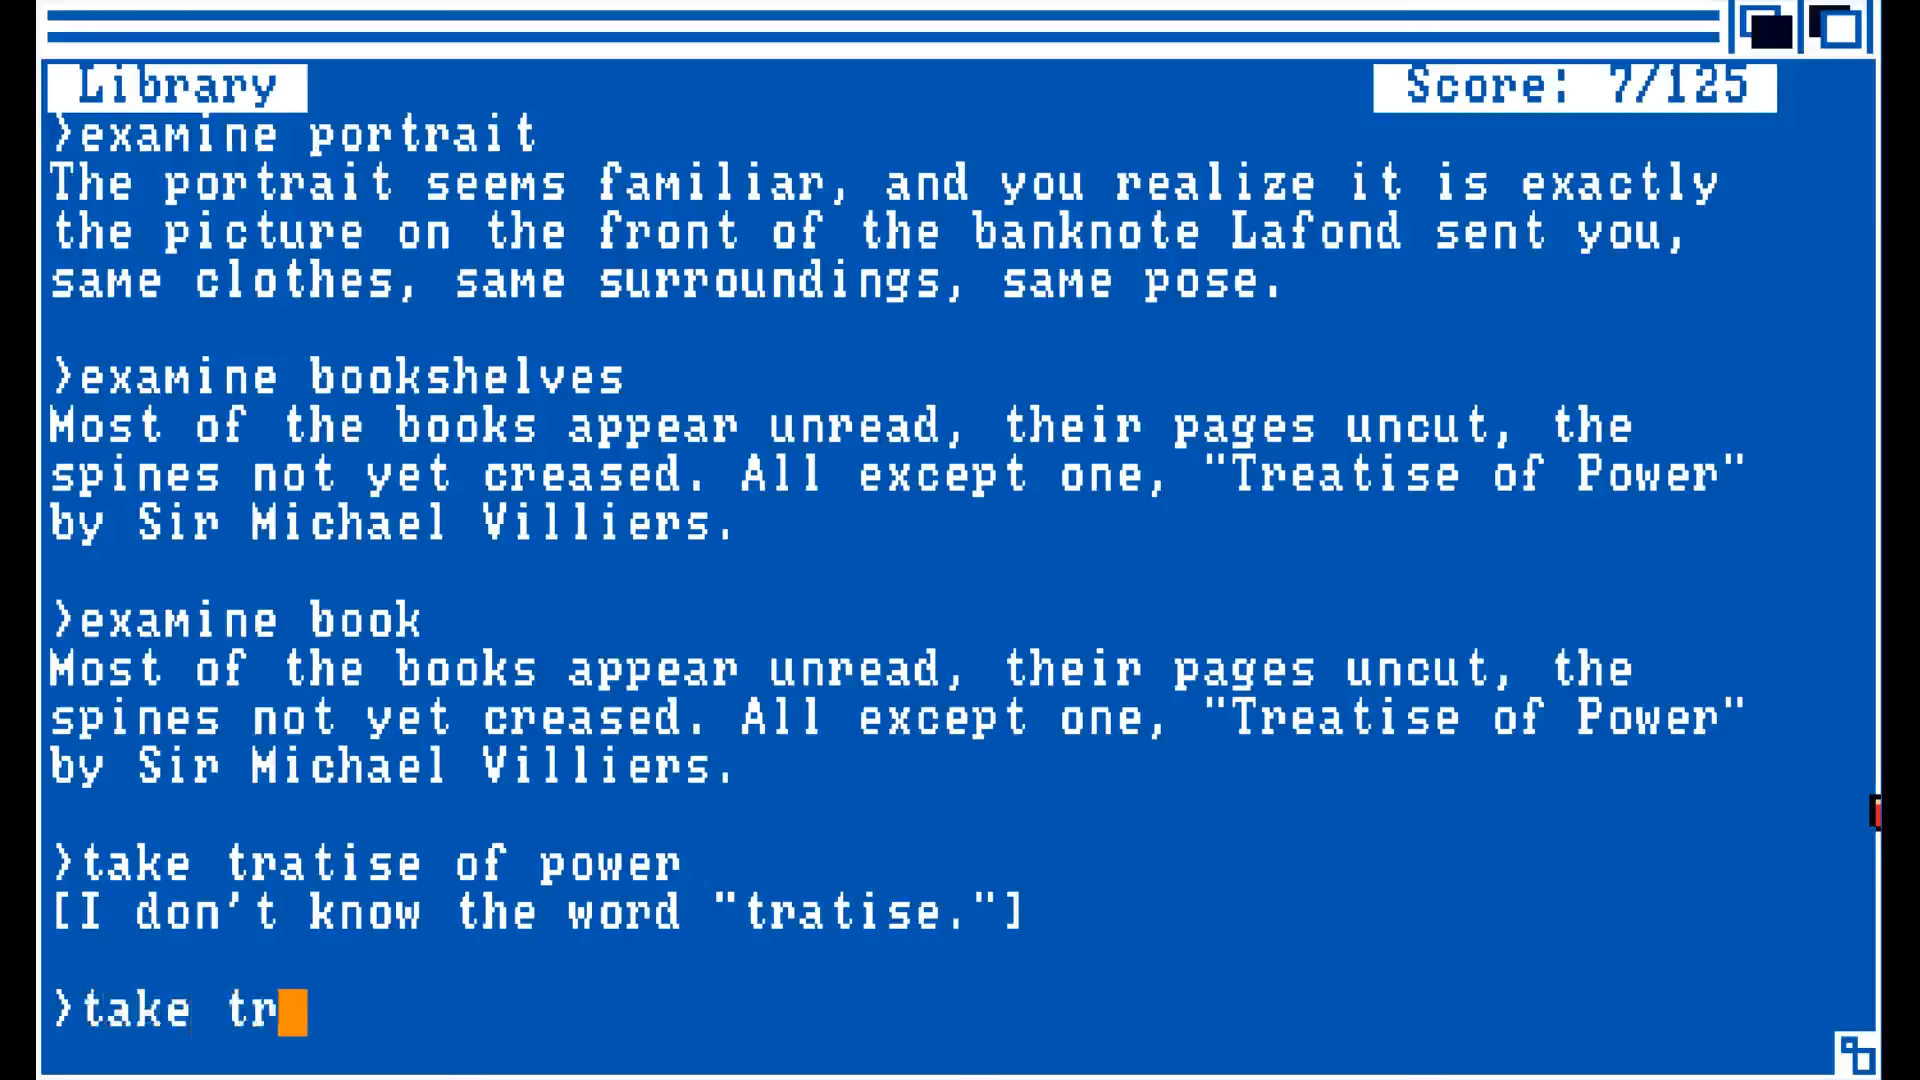 Library Score: 7/125
>examine portrait
The portrait seems familiar, and you realize it is exactly
the picture on the front of the banknote Lafond sent you,
same clothes, same surroundings, same pose.
>examine bookshelves
Most of the books appear unread, their pages uncut, the
spines not yet creased. All except one, "Treatise of Power"
by Sir Michael Villiers.
>examine book
Most of the books appear unread, their pages uncut, the
spines not yet creased. All except one, "Treatise of Power"
by Sir Michael Villiers.
>take tratise of power
[I don't know the word "tratise."]
>take tr